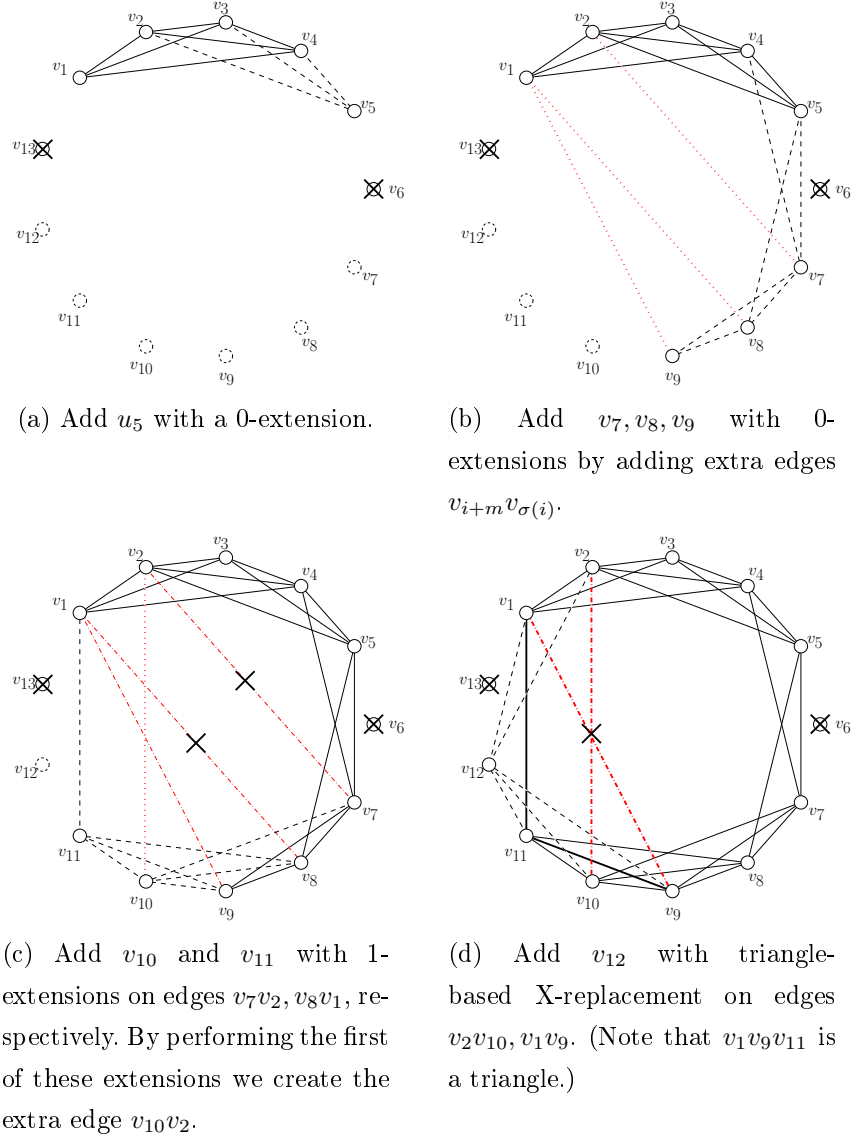 v2 v3
v1 v4
v5
v13
v6
v12
v7
v11
v8
v10 v9
(a) Add u5 with a 0-extension.
v2 v3
v1 v4
v5
v13
v6
v12
v7
v11
v8
v10 v9
(b) Add v7, v8, v9 with 0-
extensions by adding extra edges
vi+mvσ(i).
v2 v3
v1 v4
v5
v13
v6
v12
v7
v11
v8
v10 v9
(c) Add v10 and v11 with 1-
extensions on edges v7v2, v8v1, re-
spectively. By performing the first
of these extensions we create the
extra edge v10v2.
v2 v3
v1 v4
v5
v13
v6
v12
v7
v11
v8
v10 v9
(d) Add v12 with triangle-
based X-replacement on edges
v2v10, v1v9. (Note that v1v9v11 is
a triangle.)